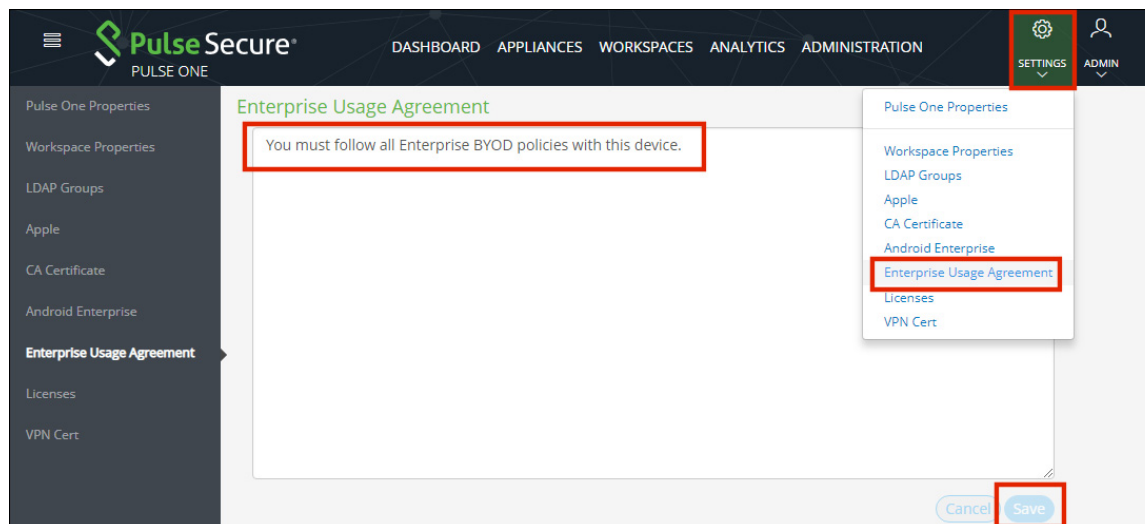 Pulse Secure®
PULSE ONE
DASHBOARD APPLIANCES WORKSPACES ANALYTICS ADMINISTRATION
SETTINGS
ADMIN
Pulse One Properties
Workspace Properties
LDAP Groups
Apple
CA Certificate
Android Enterprise
Enterprise Usage Agreement
Licenses
VPN Cert
Enterprise Usage Agreement
You must follow all Enterprise BYOD policies with this device.
Pulse One Properties
Workspace Properties
LDAP Groups
Apple
CA Certificate
Android Enterprise
Enterprise Usage Agreement
Licenses
VPN Cert
Cancel Save